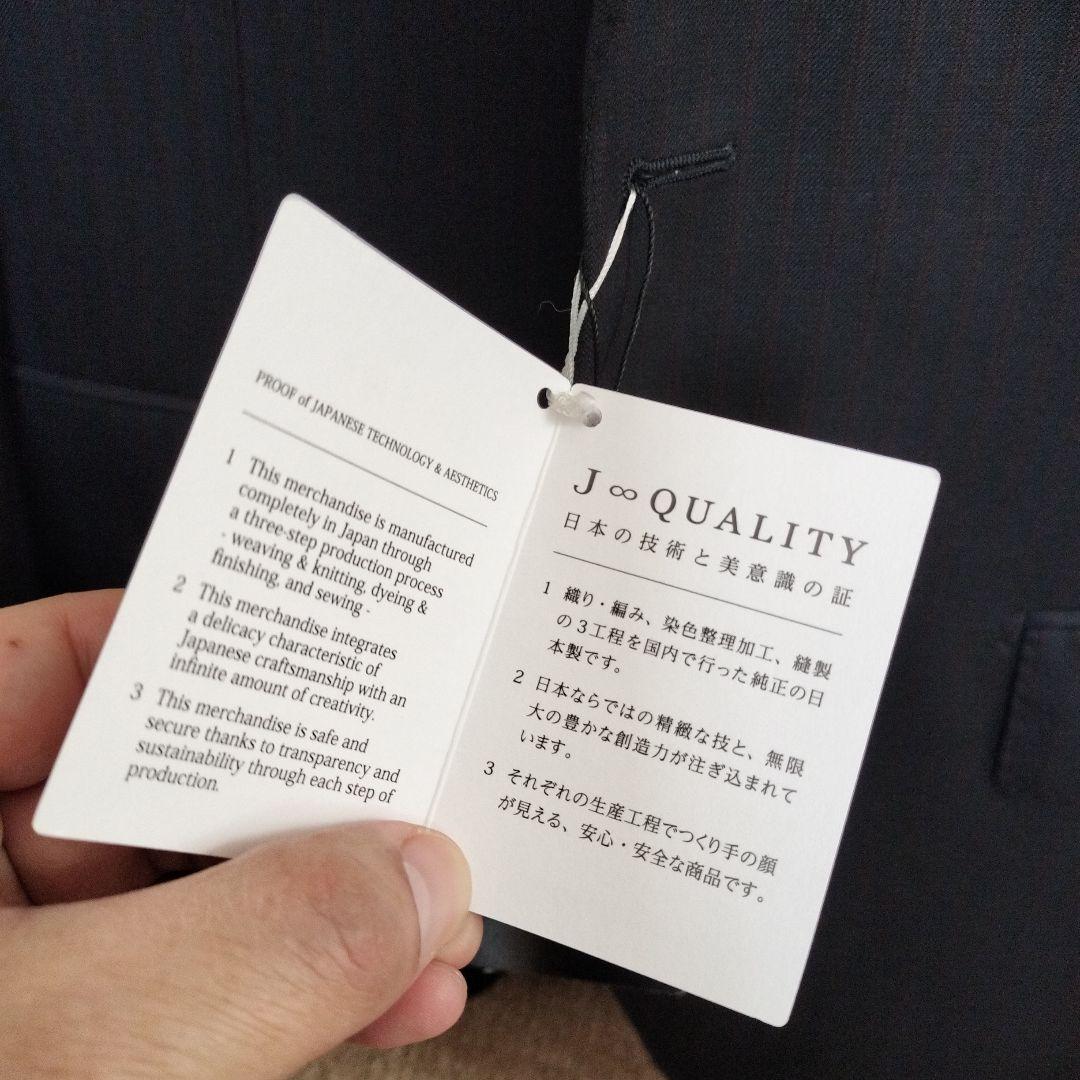 PROOF of JAPANESE TECHNOLOGY & AESTHETICS
1 This merchandise is manufactured
completely in Japan through
a three-step production process
- weaving & knitting, dyeing &
finishing, and sewing -
2 This merchandise integrates
a delicacy characteristic of
Japanese craftsmanship with an
infinite amount of creativity.
3 This merchandise is safe and
secure thanks to transparency and
sustainability through each step of
production.
J∞QUALITY
日本の技術と美意識の証
1 織り・編み、染色整理加工、縫製
の3工程を国内で行った純正の日
本製です。
2 日本ならではの精緻な技と、無限
大の豊かな創造力が注ぎ込まれて
います。
3 それぞれの生産工程でつくり手の顔
が見える、安心・安全な商品です。